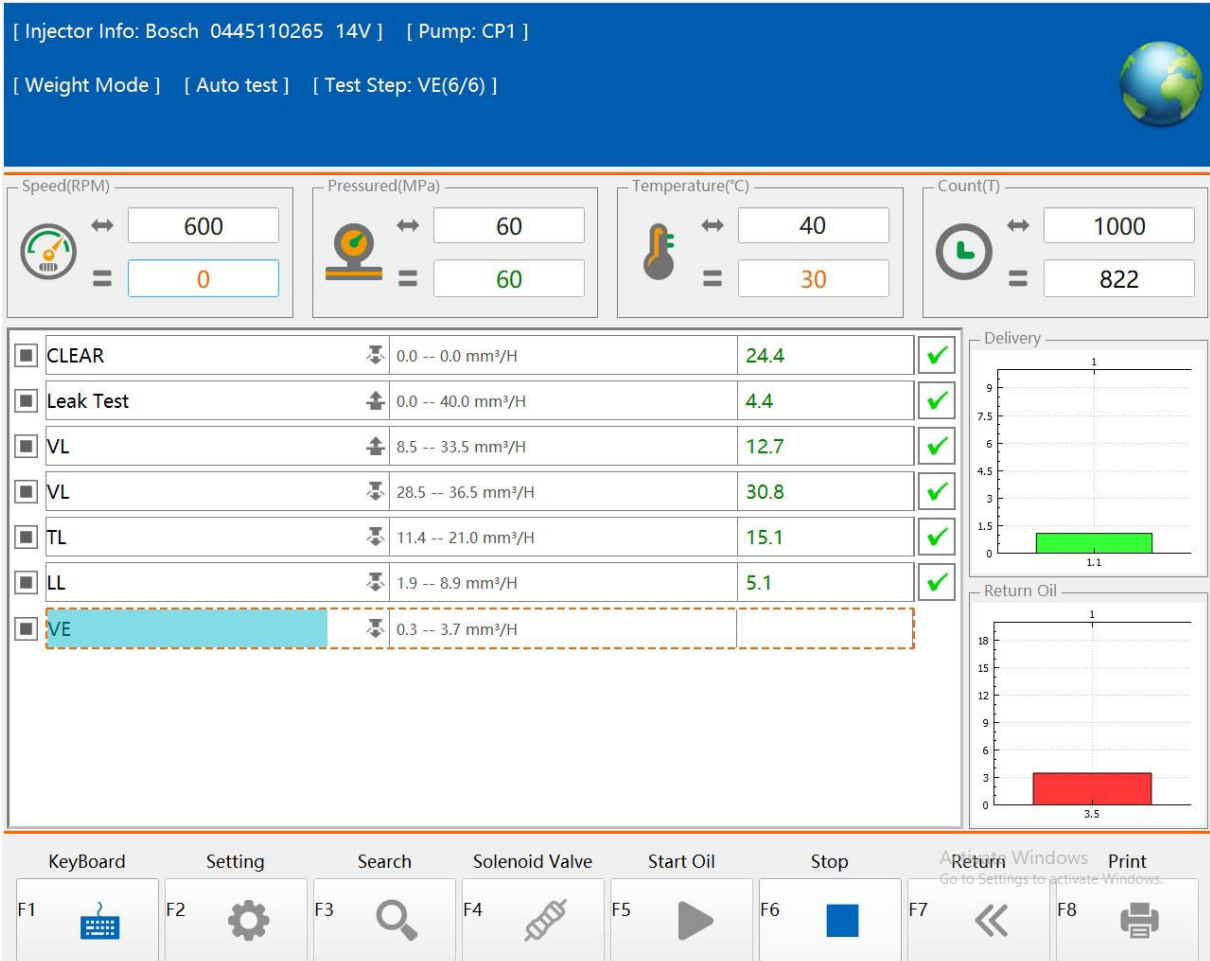 [ Injector Info: Bosch  0445110265  14V ]   [ Pump: CP1 ]
[ Weight Mode ]   [ Auto test ]   [ Test Step: VE(6/6) ]
Speed(RPM)
600
0
Pressured(MPa)
60
60
Temperature(℃)
40
30
Count(T)
1000
822
CLEAR 0.0 -- 0.0 mm³/H 24.4
Leak Test 0.0 -- 40.0 mm³/H 4.4
VL 8.5 -- 33.5 mm³/H 12.7
VL 28.5 -- 36.5 mm³/H 30.8
TL 11.4 -- 21.0 mm³/H 15.1
LL 1.9 -- 8.9 mm³/H 5.1
VE 0.3 -- 3.7 mm³/H
Delivery
1
9
7.5
6
4.5
3
1.5
0
1.1
Return Oil
1
18
15
12
9
6
3
0
3.5
KeyBoard Setting Search Solenoid Valve Start Oil Stop Return Print
Activate Windows
Go to Settings to activate Windows.
F1 F2 F3 F4 F5 F6 F7 F8